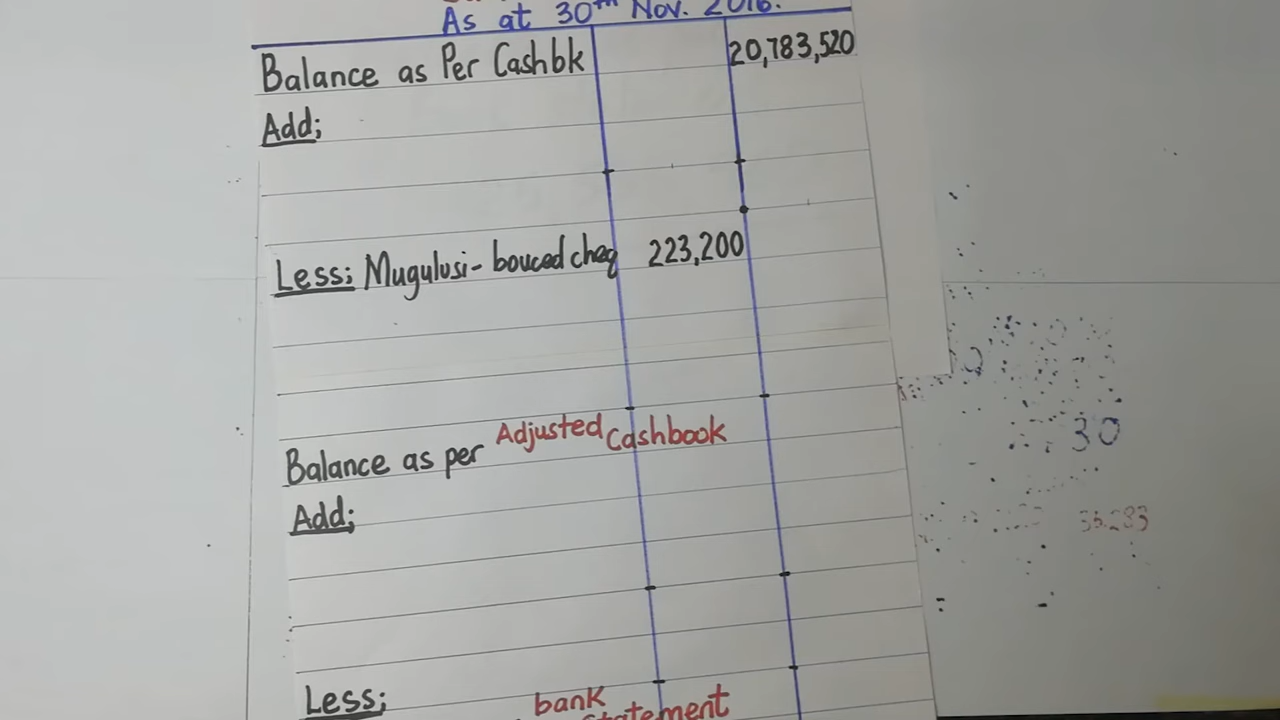 As at 30th Nov. 2016.
Balance as Per Cashbk 20,783,520
Add;
Less; Mugulusi- bouced cheq 223,200
Balance as per Adjusted Cashbook
Add;
Less;
bank
statement
30